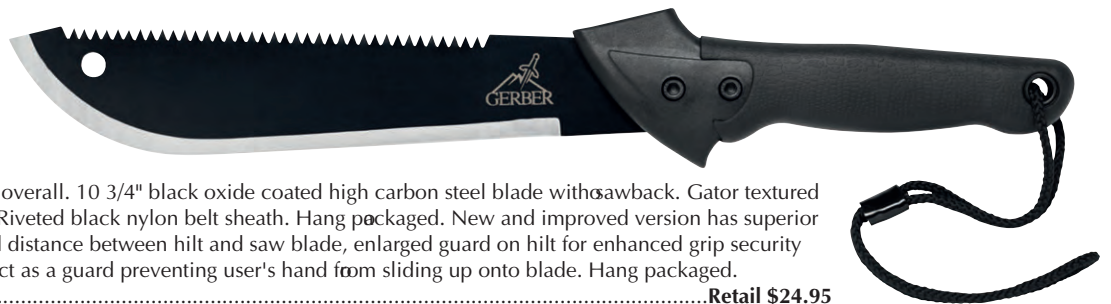 GERBER
overall. 10 3/4" black oxide coated high carbon steel blade with sawback. Gator textured
Riveted black nylon belt sheath. Hang packaged. New and improved version has superior
distance between hilt and saw blade, enlarged guard on hilt for enhanced grip security
as a guard preventing user's hand from sliding up onto blade. Hang packaged.
.....................................................................................................Retail $24.95